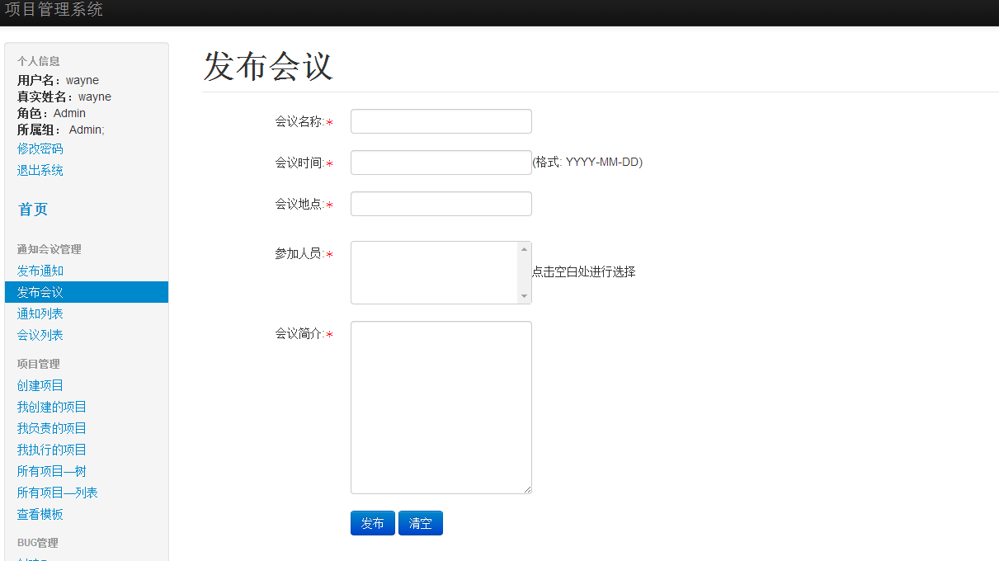 项目管理系统
个人信息
用户名：wayne
真实姓名：wayne
角色：Admin
所属组： Admin;
修改密码
退出系统
首页
通知会议管理
发布通知
发布会议
通知列表
会议列表
项目管理
创建项目
我创建的项目
我负责的项目
我执行的项目
所有项目—树
所有项目—列表
查看模板
BUG管理
发布会议
会议名称:*
会议时间:* (格式: YYYY-MM-DD)
会议地点:*
参加人员:* 点击空白处进行选择
会议简介:*
发布 清空